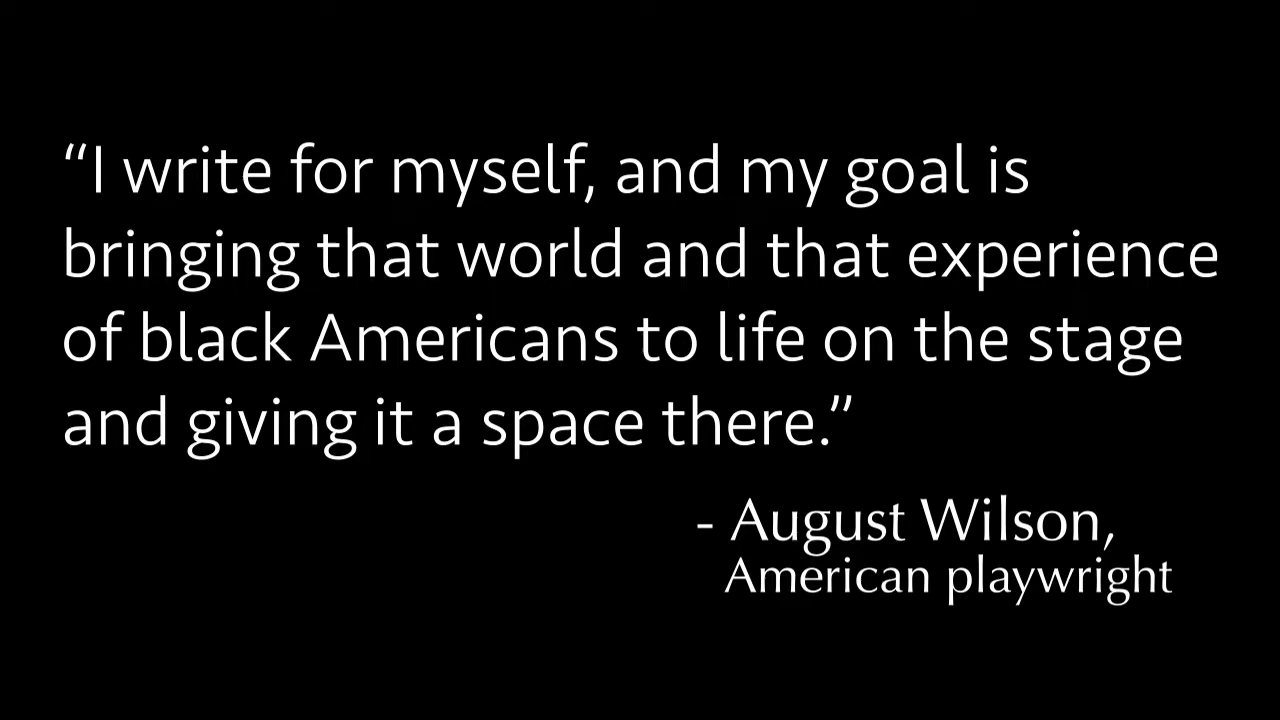 “I write for myself, and my goal is
bringing that world and that experience
of black Americans to life on the stage
and giving it a space there.”
- August Wilson,
American playwright